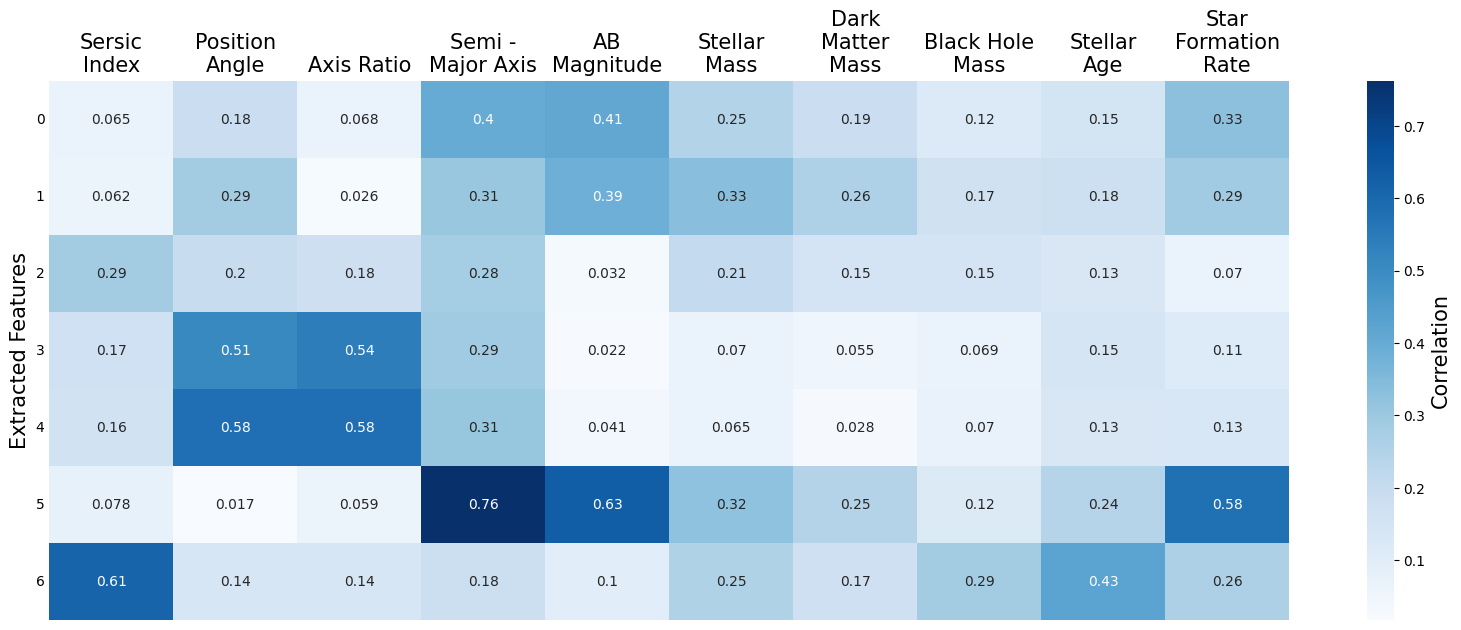 Sersic Index
Position Angle
Axis Ratio
Semi - Major Axis
AB Magnitude
Stellar Mass
Dark Matter Mass
Black Hole Mass
Stellar Age
Star Formation Rate
Extracted Features
0 0.065 0.18 0.068 0.4 0.41 0.25 0.19 0.12 0.15 0.33
1 0.062 0.29 0.026 0.31 0.39 0.33 0.26 0.17 0.18 0.29
2 0.29 0.2 0.18 0.28 0.032 0.21 0.15 0.15 0.13 0.07
3 0.17 0.51 0.54 0.29 0.022 0.07 0.055 0.069 0.15 0.11
4 0.16 0.58 0.58 0.31 0.041 0.065 0.028 0.07 0.13 0.13
5 0.078 0.017 0.059 0.76 0.63 0.32 0.25 0.12 0.24 0.58
6 0.61 0.14 0.14 0.18 0.1 0.25 0.17 0.29 0.43 0.26
0.7
0.6
0.5
0.4
0.3
0.2
0.1
Correlation